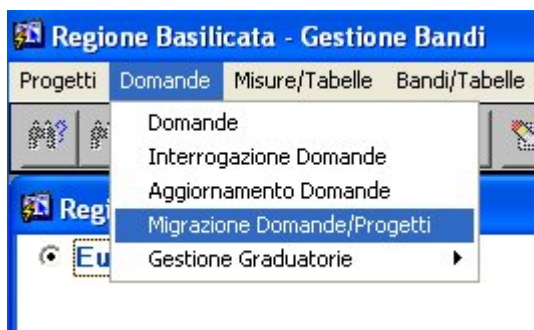 Regione Basilicata - Gestione Bandi
Progetti Domande Misure/Tabelle Bandi/Tabelle
Domande
Interrogazione Domande
Aggiornamento Domande
Migrazione Domande/Progetti
Gestione Graduatorie
Regi
Eu